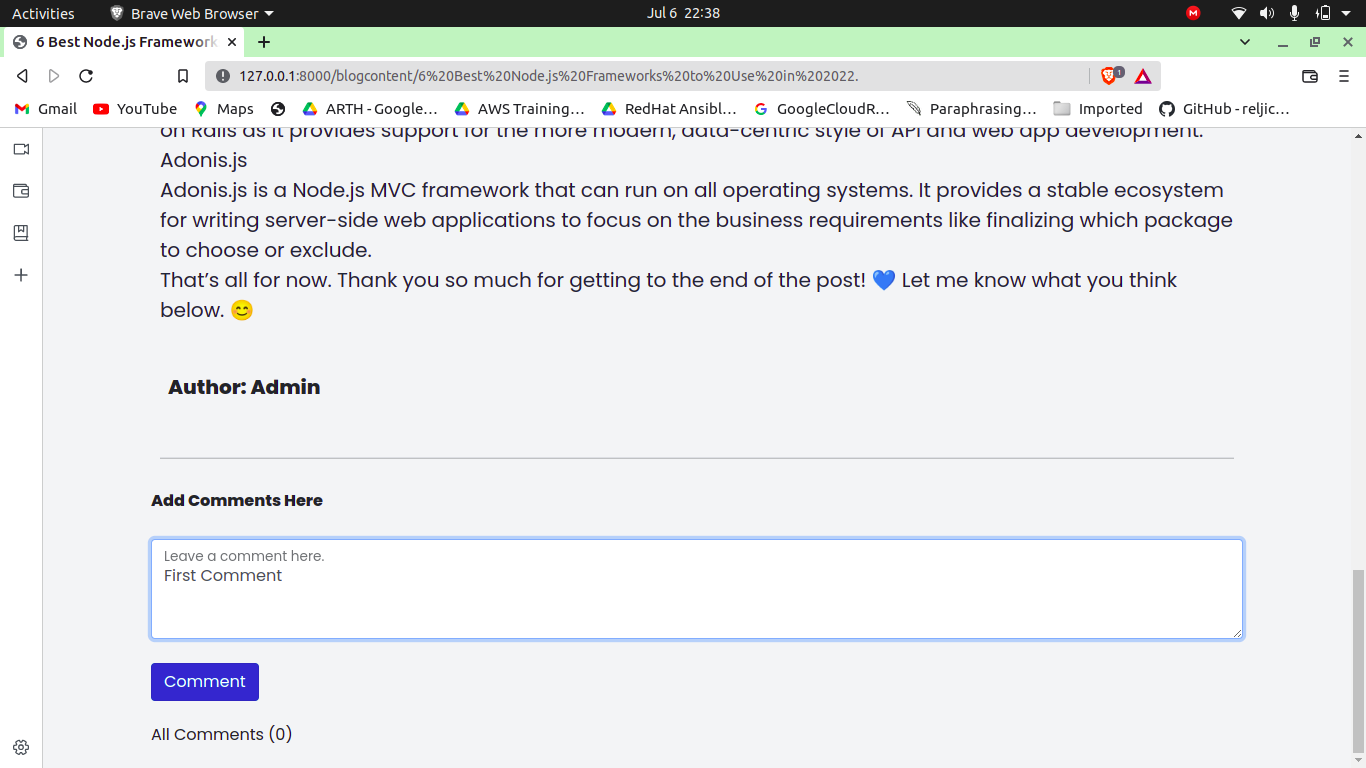 Activities Brave Web Browser Jul 6 22:38 M
6 Best Node.js Framework
127.0.0.1:8000/blogcontent/6%20Best%20Node.js%20Frameworks%20to%20Use%20in%202022. 1
Gmail YouTube Maps ARTH - Google… AWS Training… RedHat Ansibl… GoogleCloudR… Paraphrasing… Imported GitHub - reljic…
on Rails as it provides support for the more modern, data-centric style of API and web app development.
Adonis.js
Adonis.js is a Node.js MVC framework that can run on all operating systems. It provides a stable ecosystem
for writing server-side web applications to focus on the business requirements like finalizing which package
to choose or exclude.
That’s all for now. Thank you so much for getting to the end of the post! 💙 Let me know what you think
below. 😊
Author: Admin
Add Comments Here
Leave a comment here.
First Comment
Comment
All Comments (0)